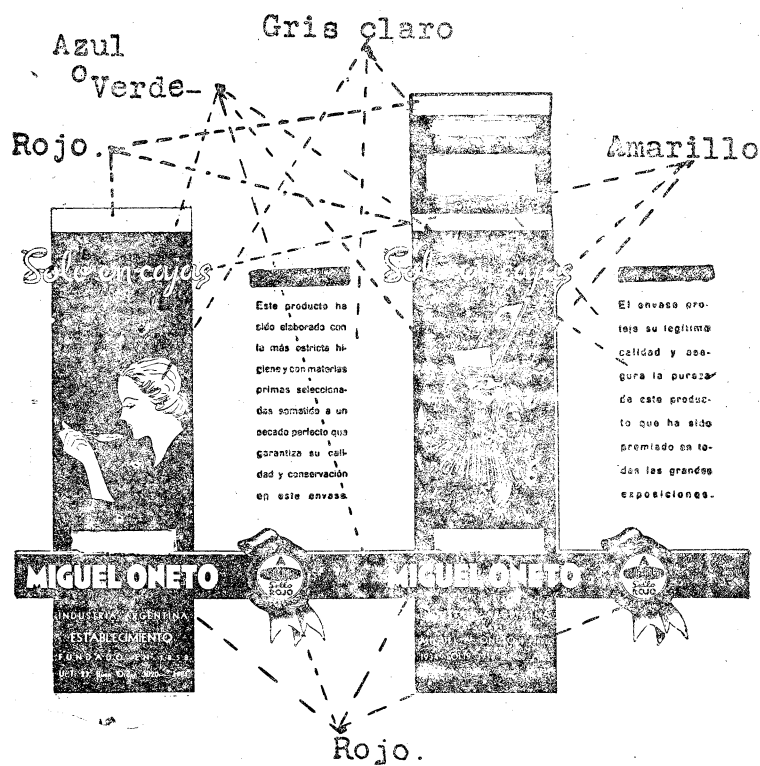 Gris claro
Azul
o
Verde-
Rojo.
Amarillo
Solo en cajas
Solo en cajas
Este producto ha
sido elaborado con
la más estricta hi-
giene y con materias
primas selecciona-
das sometido a un
secado perfecto que
garantiza su cali-
dad y conservación
en este envase
El envase pro-
teje su legítima
calidad y ase-
gura la pureza
de este produc-
to que ha sido
premiado en to-
das las grandes
exposiciones.
MIGUEL ONETO
Sello
ROJO
MIGUEL ONETO
Sello
ROJO
INDUSTRIA ARGENTINA
ESTABLECIMIENTO
FUNDADO EN
Rojo.